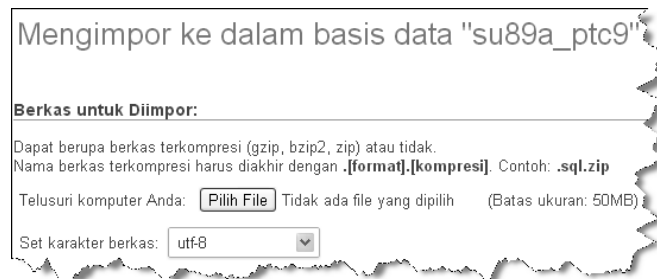 Mengimpor ke dalam basis data "su89a_ptc9"
Berkas untuk Diimpor:
Dapat berupa berkas terkompresi (gzip, bzip2, zip) atau tidak.
Nama berkas terkompresi harus diakhir dengan .[format].[kompresi]. Contoh: .sql.zip
Telusuri komputer Anda: Pilih File Tidak ada file yang dipilih (Batas ukuran: 50MB)
Set karakter berkas: utf-8